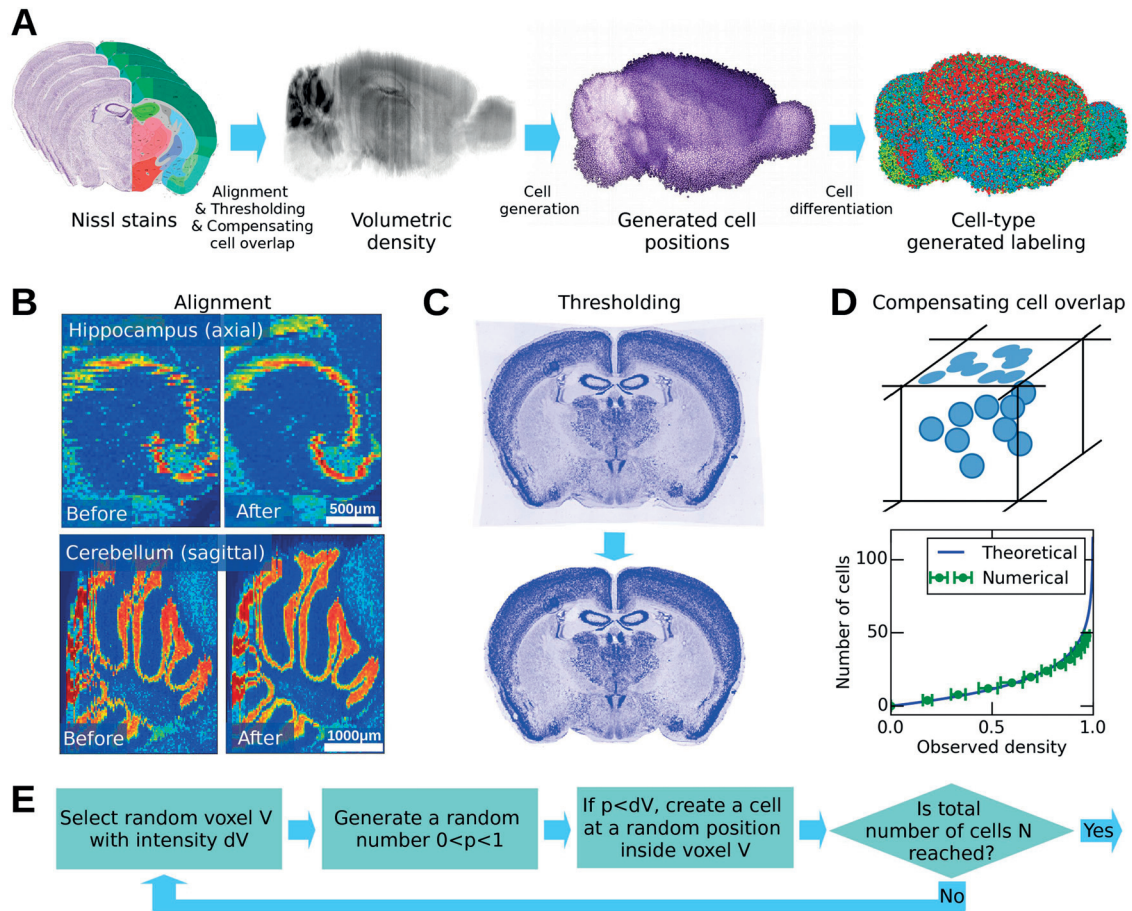 A
Nissl stains
Alignment
& Thresholding
& Compensating
cell overlap
Volumetric
density
Cell
generation
Generated cell
positions
Cell
differentiation
Cell-type
generated labeling
B
Alignment
Hippocampus (axial)
Before
After
500µm
Cerebellum (sagittal)
Before
After
1000µm
C
Thresholding
D
Compensating cell overlap
Number of cells
100
50
0
Theoretical
Numerical
0.0
0.5
1.0
Observed density
E
Select random voxel V
with intensity dV
Generate a random
number 0<p<1
If p<dV, create a cell
at a random position
inside voxel V
Is total
number of cells N
reached?
Yes
No